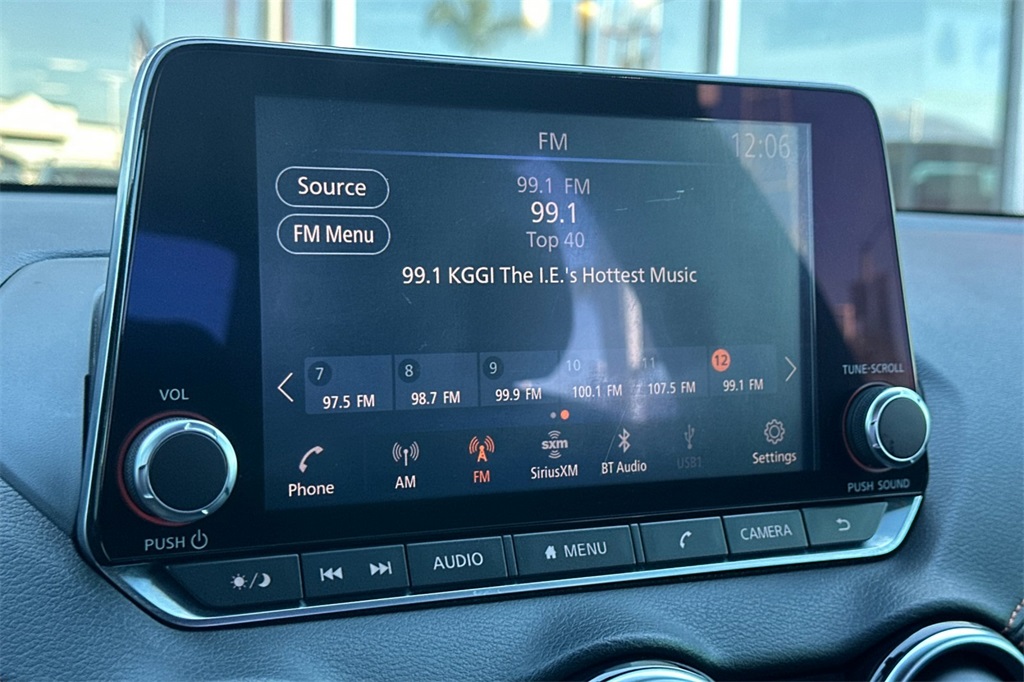 FM
12:06
Source
FM Menu
99.1 FM
99.1
Top 40
99.1 KGGI The I.E.'s Hottest Music
7 8 9 10 11 12
97.5 FM 98.7 FM 99.9 FM 100.1 FM 107.5 FM 99.1 FM
Phone AM FM SiriusXM BT Audio USB1 Settings
sxm
VOL
PUSH
TUNE-SCROLL
PUSH SOUND
AUDIO MENU CAMERA